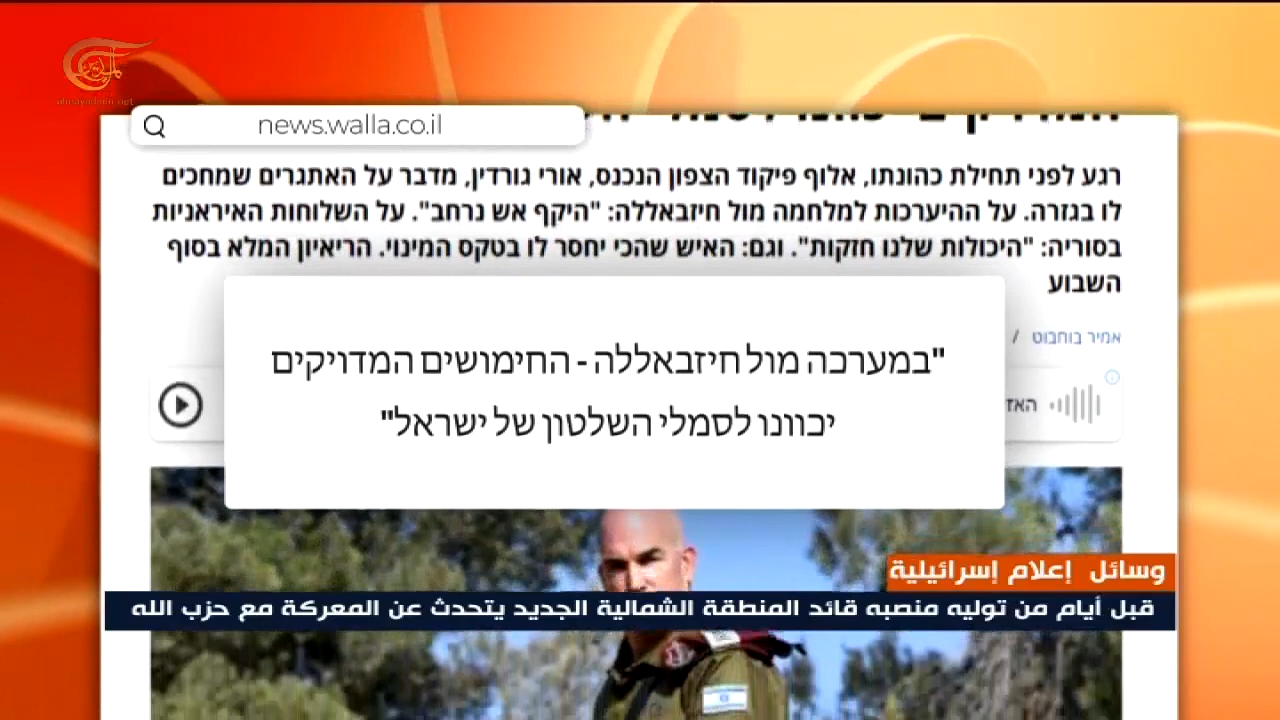 الميادين
almayadeen.net
news.walla.co.il
רגע לפני תחילת כהונתו, אלוף פיקוד הצפון הנכנס, אורי גורדין, מדבר על האתגרים שמחכים
לו בגזרה. על ההיערכות למלחמה מול חיזבאללה: "היקף אש נרחב". על השלוחות האיראניות
בסוריה: "היכולות שלנו חזקות". וגם: האיש שהכי יחסר לו בטקס המינוי. הריאיון המלא בסוף
השבוע
אמיר בוחבוט /
"במערכה מול חיזבאללה - החימושים המדויקים
יכוונו לסמלי השלטון של ישראל"
האז
وسائل إعلام إسرائيلية
قبل أيام من توليه منصبه قائد المنطقة الشمالية الجديد يتحدث عن المعركة مع حزب الله